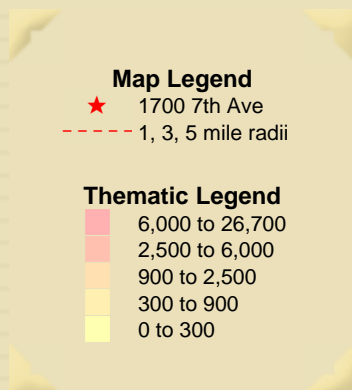 Map Legend
1700 7th Ave
1, 3, 5 mile radii
Thematic Legend
6,000 to 26,700
2,500 to 6,000
900 to 2,500
300 to 900
0 to 300